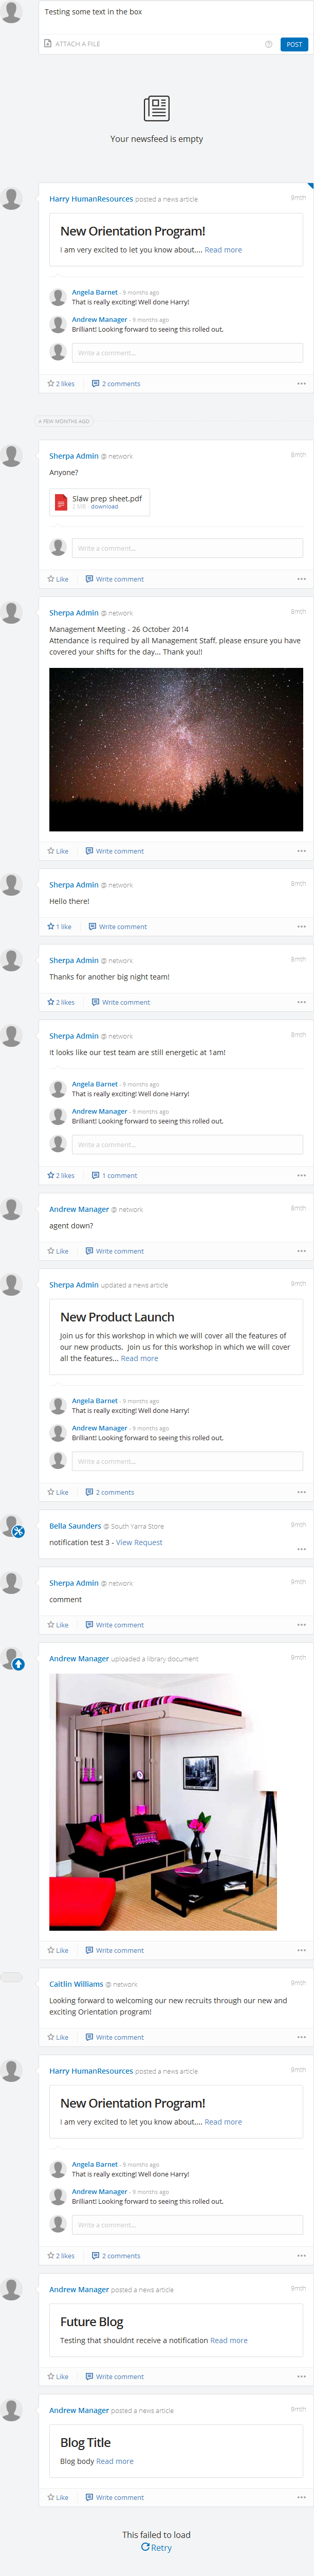 Testing some text in the box
ATTACH A FILE
POST
Your newsfeed is empty
Harry HumanResources posted a news article
9mth
New Orientation Program!
I am very excited to let you know about.... Read more
Angela Barnet - 9 months ago
That is really exciting! Well done Harry!
Andrew Manager - 9 months ago
Brilliant! Looking forward to seeing this rolled out,
Write a comment...
2 likes 2 comments
A FEW MONTHS AGO
Sherpa Admin @ network
8mth
Anyone?
Slaw prep sheet.pdf
2 MB · download
Write a comment...
Like Write comment
Sherpa Admin @ network
8mth
Management Meeting - 26 October 2014
Attendance is required by all Management Staff, please ensure you have
covered your shifts for the day... Thank you!!
Like Write comment
Sherpa Admin @ network
8mth
Hello there!
1 like Write comment
Sherpa Admin @ network
8mth
Thanks for another big night team!
2 likes Write comment
Sherpa Admin @ network
8mth
It looks like our test team are still energetic at 1am!
Angela Barnet - 9 months ago
That is really exciting! Well done Harry!
Andrew Manager - 9 months ago
Brilliant! Looking forward to seeing this rolled out,
Write a comment...
2 likes 1 comment
Andrew Manager @ network
8mth
agent down?
Like Write comment
Sherpa Admin updated a news article
9mth
New Product Launch
Join us for this workshop in which we will cover all the features of
our new products,  Join us for this workshop in which we will cover
all the features... Read more
Angela Barnet - 9 months ago
That is really exciting! Well done Harry!
Andrew Manager - 9 months ago
Brilliant! Looking forward to seeing this rolled out,
Write a comment...
Like 2 comments
Bella Saunders @ South Yarra Store
9mth
notification test 3 - View Request
Sherpa Admin @ network
9mth
comment
Like Write comment
Andrew Manager uploaded a library document
9mth
Like Write comment
Caitlin Williams @ network
9mth
Looking forward to welcoming our new recruits through our new and
exciting Orientation program!
Like Write comment
Harry HumanResources posted a news article
9mth
New Orientation Program!
I am very excited to let you know about.... Read more
Angela Barnet - 9 months ago
That is really exciting! Well done Harry!
Andrew Manager - 9 months ago
Brilliant! Looking forward to seeing this rolled out,
Write a comment...
2 likes 2 comments
Andrew Manager posted a news article
9mth
Future Blog
Testing that shouldnt receive a notification Read more
Like Write comment
Andrew Manager posted a news article
9mth
Blog Title
Blog body Read more
Like Write comment
This failed to load
Retry